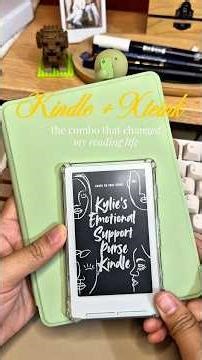 Kindle + Xteink
the combo that changed
my reading life
Kylie's
Emotional
Support
Purse
Kindle